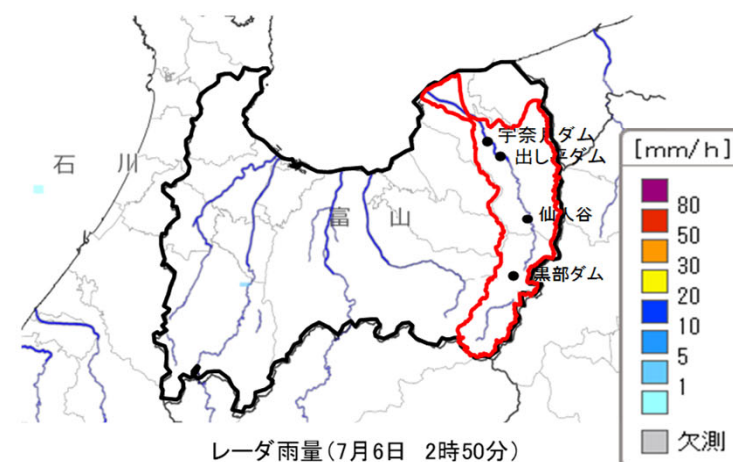 宇奈月ダム
出し平ダム
石 川
[mm/h]
80
50
富 山
仙人谷
30
20
黒部ダム
10
5
1
欠測
レーダ雨量(7月6日 2時50分)